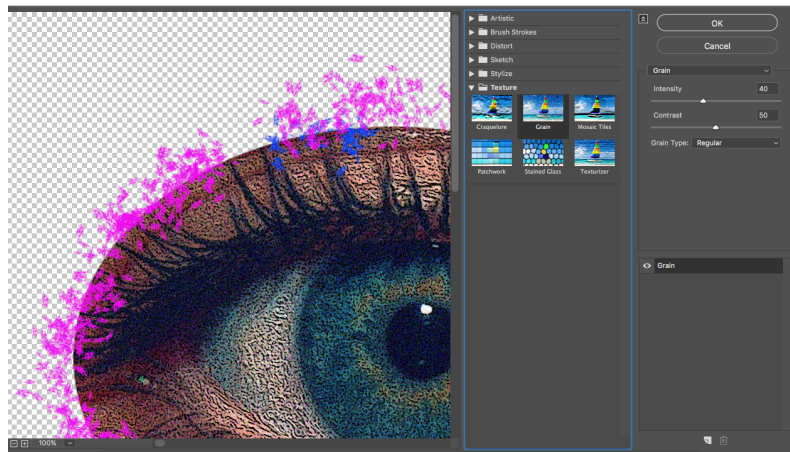 Artistic
Brush Strokes
Distort
Sketch
Stylize
Texture
Craquelure Grain Mosaic Tiles
Patchwork Stained Glass Texturizer
OK
Cancel
Grain
Intensity 40
Contrast 50
Grain Type: Regular
Grain
100%